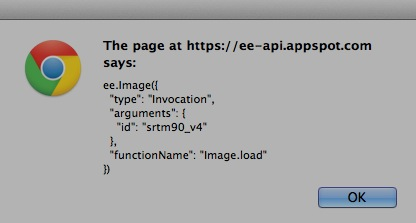 The page at https://ee-api.appspot.com
says:
ee.Image({
  "type": "Invocation",
  "arguments": {
    "id": "srtm90_v4"
  },
  "functionName": "Image.load"
})
OK